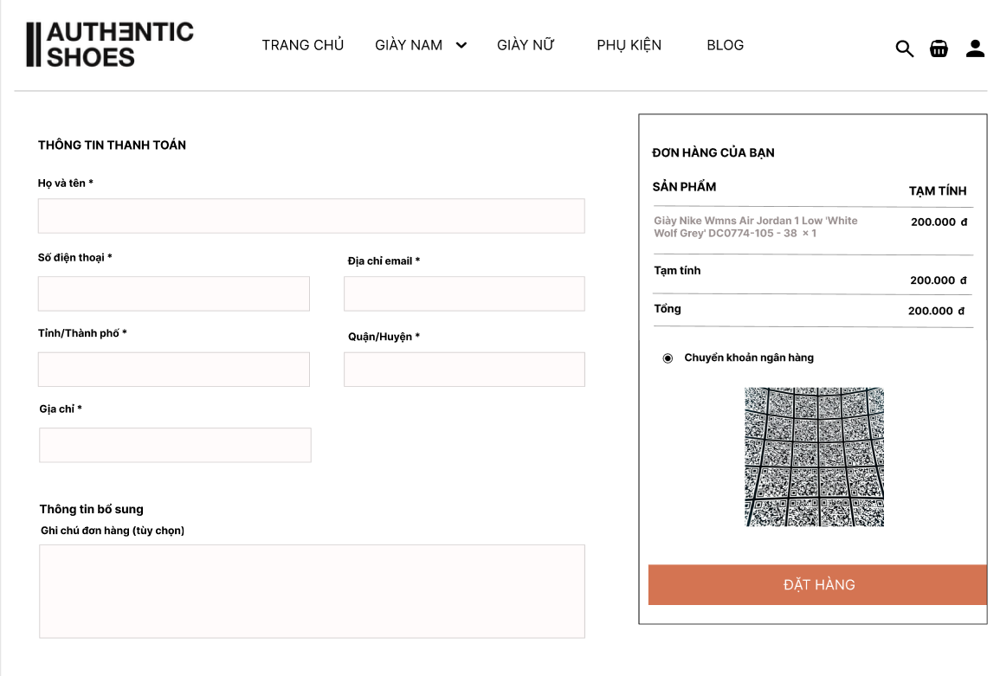 AUTHƎNTIC
SHOES
TRANG CHỦ GIÀY NAM GIÀY NỮ PHỤ KIỆN BLOG
THÔNG TIN THANH TOÁN
Họ và tên *
Số điện thoại *
Địa chỉ email *
Tỉnh/Thành phố *
Quận/Huyện *
Gịa chỉ *
Thông tin bổ sung
Ghi chú đơn hàng (tùy chọn)
ĐƠN HÀNG CỦA BẠN
SẢN PHẨM TẠM TÍNH
Giày Nike Wmns Air Jordan 1 Low 'White 200.000 đ
Wolf Grey' DC0774-105 - 38 × 1
Tạm tính 200.000 đ
Tổng 200.000 đ
Chuyển khoản ngân hàng
ĐẶT HÀNG